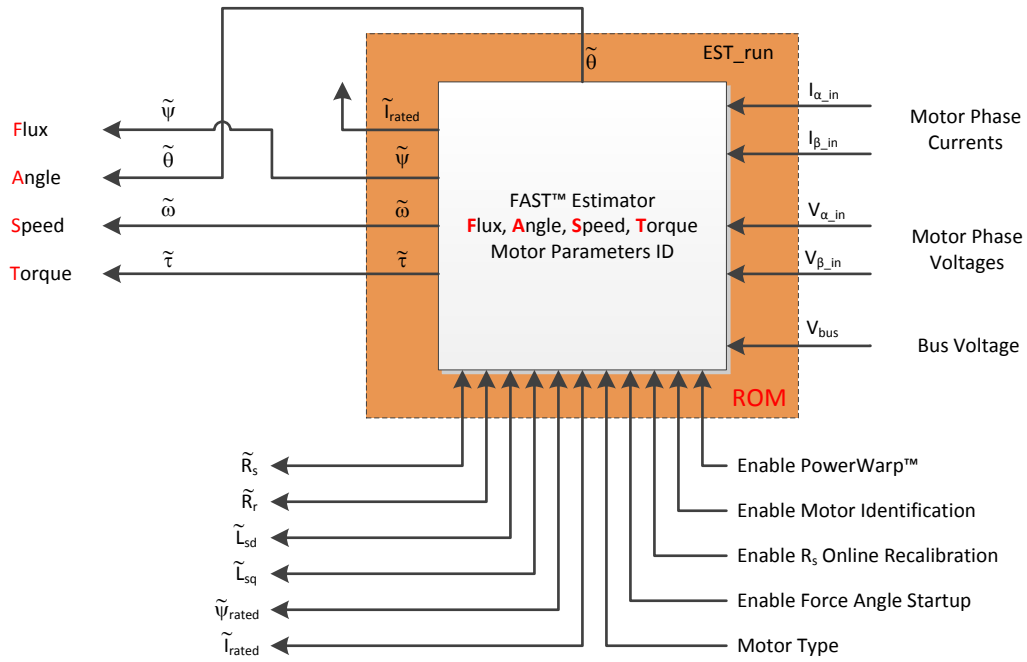 EST_run
θ̃
Ĩrated
ψ̃
ψ̃
θ̃
ω̃
ω̃
τ̃
τ̃
Flux
Angle
Speed
Torque
FAST™ Estimator
Flux, Angle, Speed, Torque
Motor Parameters ID
Iα_in
Iβ_in
Motor Phase
Currents
Vα_in
Vβ_in
Motor Phase
Voltages
Vbus
Bus Voltage
ROM
R̃s
R̃r
L̃sd
L̃sq
ψ̃rated
Ĩrated
Enable PowerWarp™
Enable Motor Identification
Enable Rs Online Recalibration
Enable Force Angle Startup
Motor Type